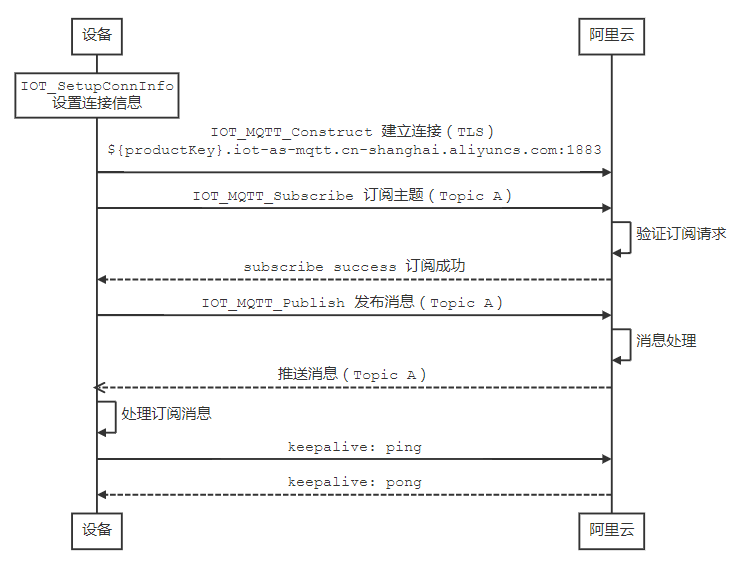 设备
阿里云
IOT_SetupConnInfo
设置连接信息
IOT_MQTT_Construct 建立连接(TLS)
${productKey}.iot-as-mqtt.cn-shanghai.aliyuncs.com:1883
IOT_MQTT_Subscribe 订阅主题(Topic A)
验证订阅请求
subscribe success 订阅成功
IOT_MQTT_Publish 发布消息(Topic A)
消息处理
推送消息(Topic A)
处理订阅消息
keepalive: ping
keepalive: pong
设备
阿里云